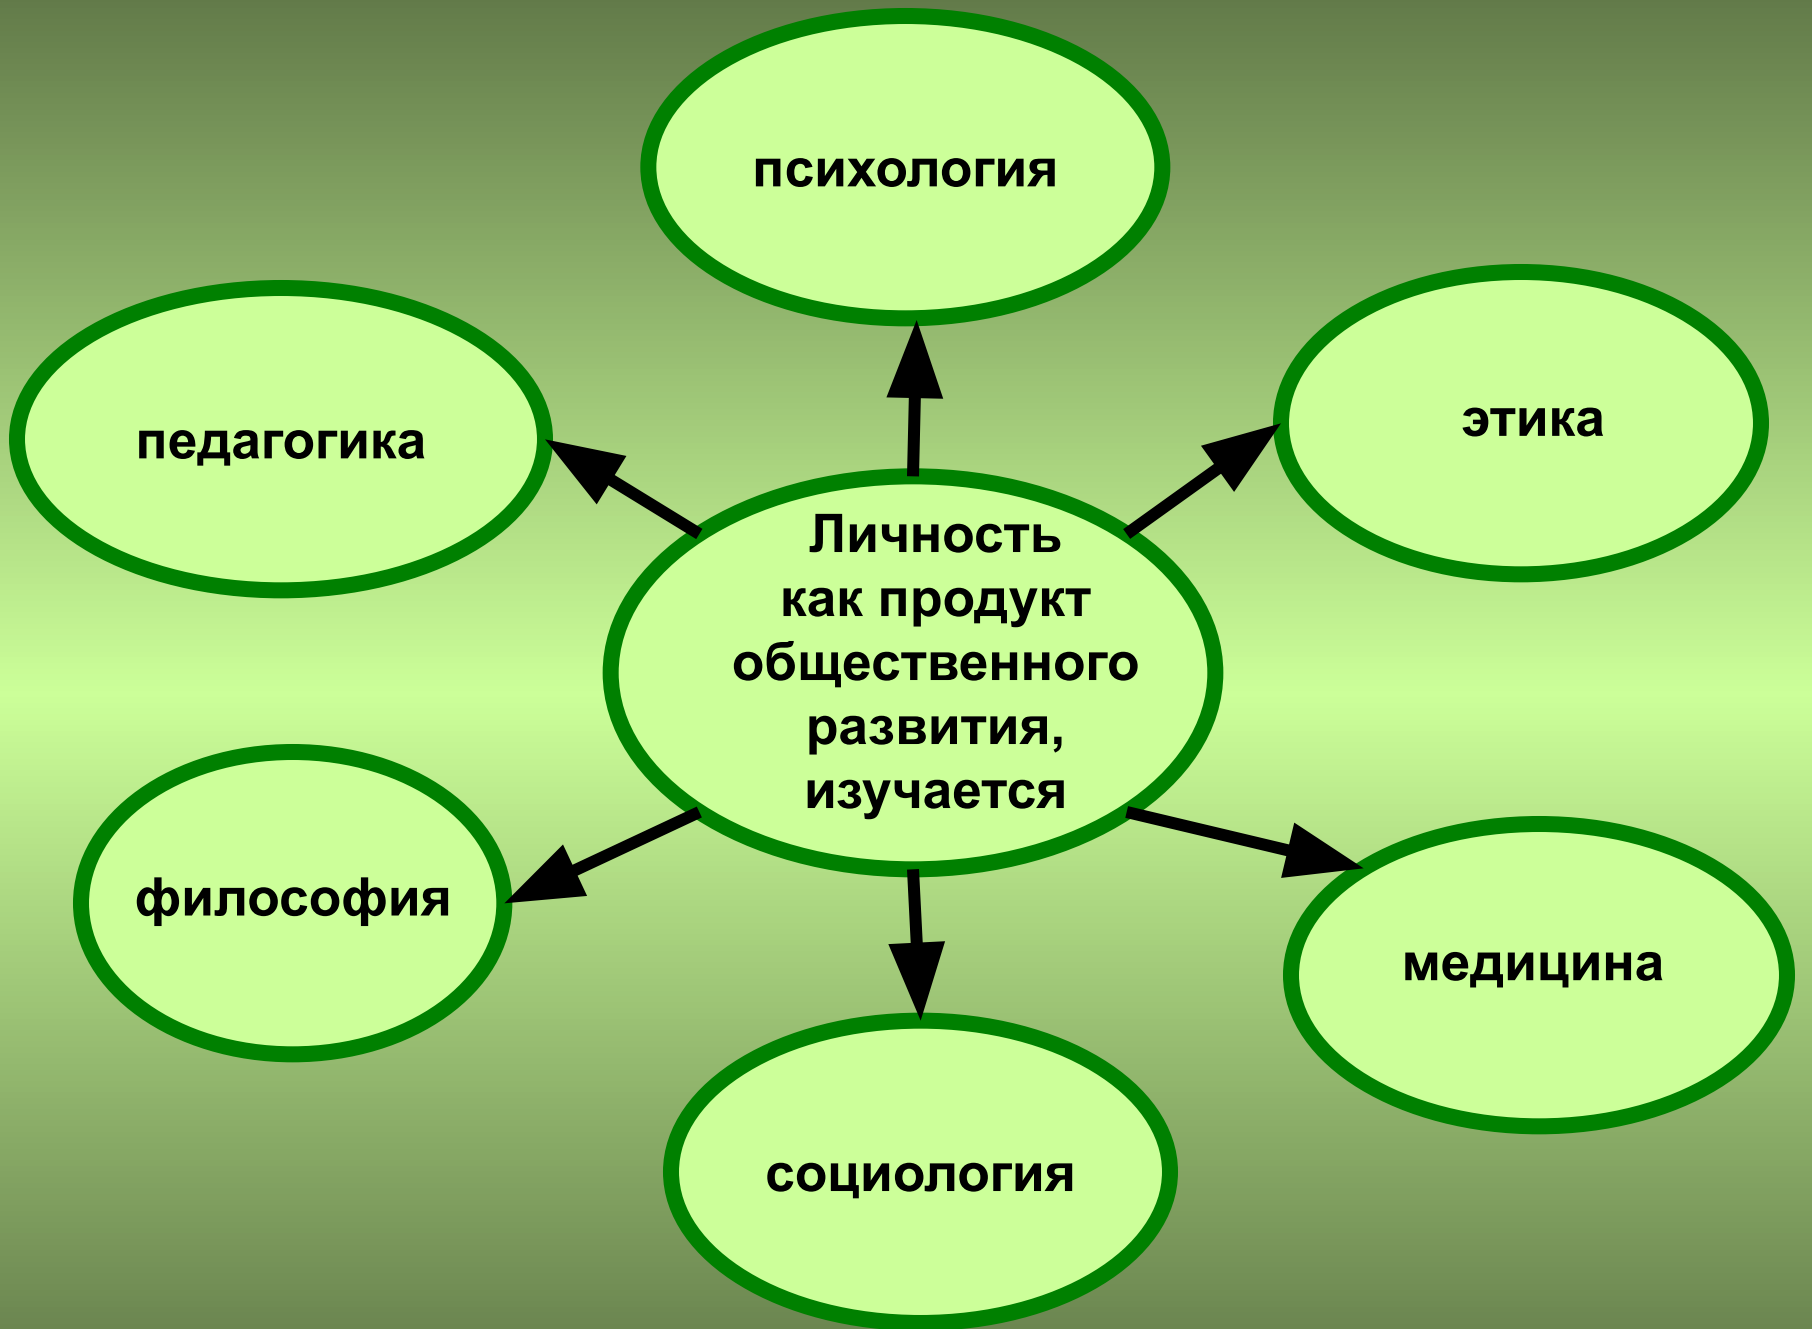 психология
этика
педагогика
Личность
как продукт
общественного
развития,
изучается
философия
медицина
социология